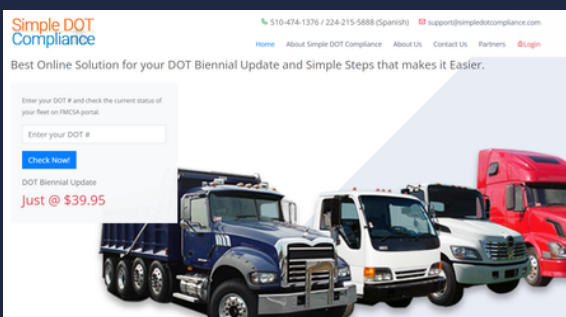 Simple DOT
Compliance
510-474-1376 / 224-215-5888 (Spanish) support@simpledotcompliance.com
Home About Simple DOT Compliance About Us Contact Us Partners Login
Best Online Solution for your DOT Biennial Update and Simple Steps that makes it Easier.
Enter your DOT # and check the current status of
your fleet on FMCSA portal.
Enter your DOT #
Check Now!
DOT Biennial Update
Just @ $39.95